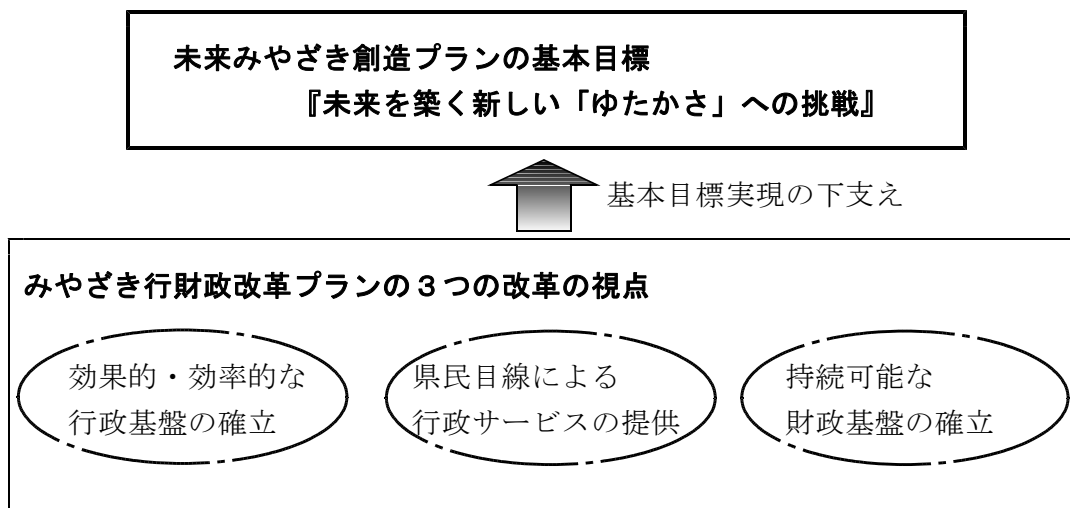 未来みやざき創造プランの基本目標
『未来を築く新しい「ゆたかさ」への挑戦』
基本目標実現の下支え
みやざき行財政改革プランの３つの改革の視点
効果的・効率的な
行政基盤の確立
県民目線による
行政サービスの提供
持続可能な
財政基盤の確立